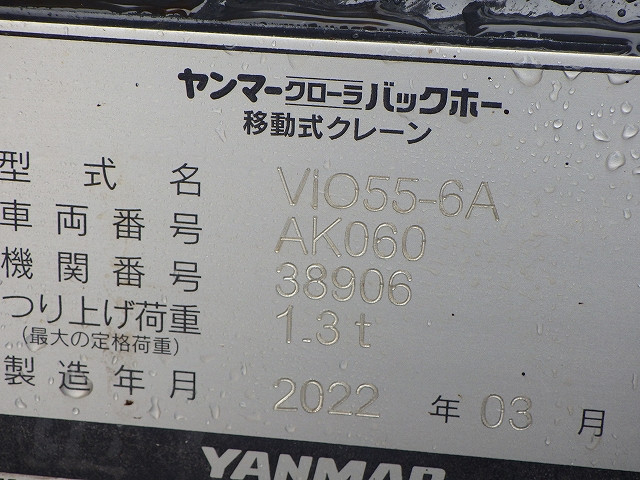 ヤンマークローラバックホー
移動式クレーン
型式名 ViO55-6A
車両番号 AK060
機関番号 38906
つり上げ荷重 1.3t
(最大の定格荷重)
製造年月 2022 年 03 月
YANMAR